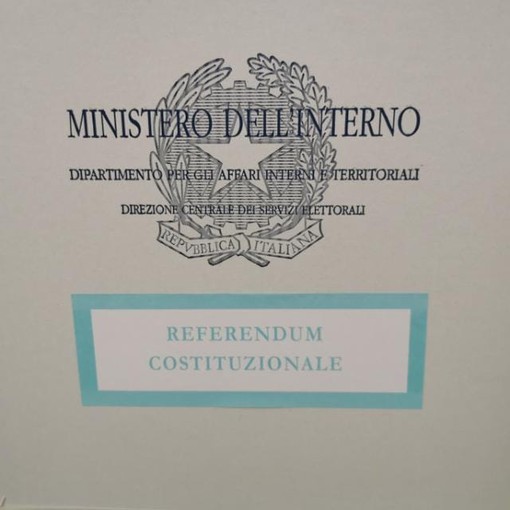 MINISTERO DELL'INTERNO
DIPARTIMENTO PER GLI AFFARI INTERNI E TERRITORIALI
DIREZIONE CENTRALE DEI SERVIZI ELETTORALI
REPVBBLICA ITALIANA
REFERENDUM
COSTITUZIONALE